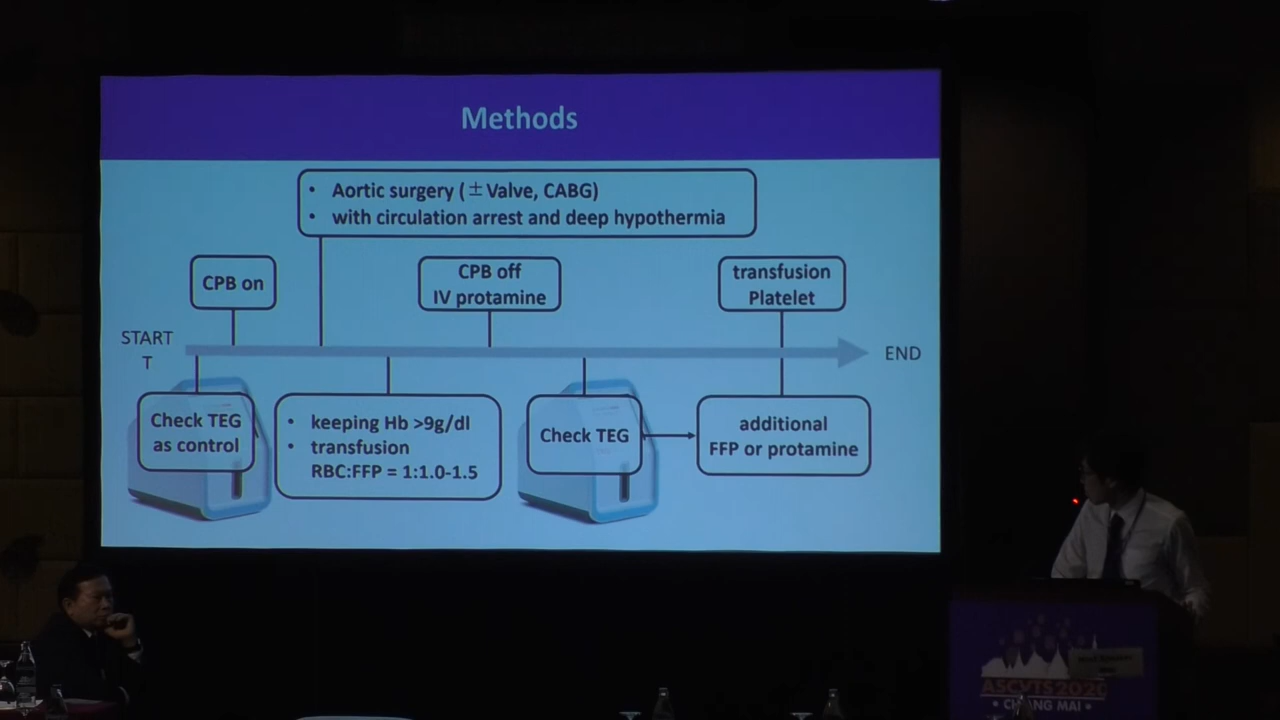 Methods
• Aortic surgery (±Valve, CABG)
• with circulation arrest and deep hypothermia
CPB on
CPB off
IV protamine
transfusion
Platelet
START
T
END
Check TEG
as control
• keeping Hb >9g/dl
• transfusion
RBC:FFP = 1:1.0-1.5
Check TEG
additional
FFP or protamine
ASCVTS2020
• CHIANG MAI •